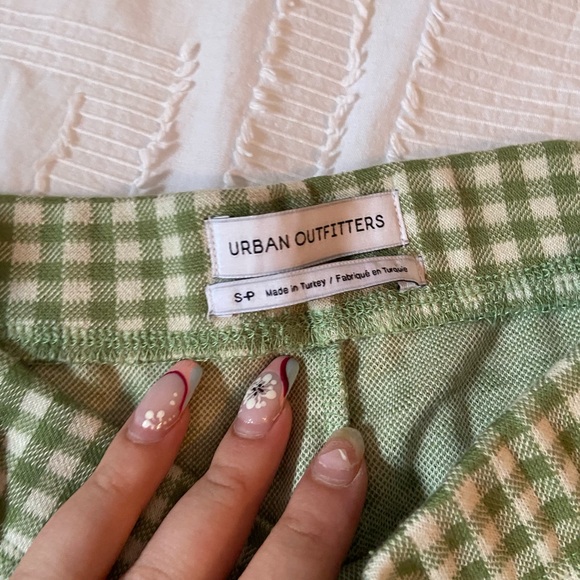 URBAN OUTFITTERS
S-P Made in Turkey / Fabriqué en Turquie